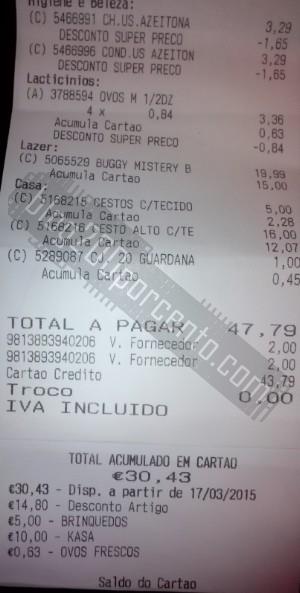 Higiene e Beleza:
(C) 5466991 CH.US.AZEITONA 3,29
DESCONTO SUPER PRECO -1,65
(C) 5466996 COND.US AZEITON 3,29
DESCONTO SUPER PRECO -1,65
Lacticinios:
(A) 3788594 OVOS M 1/2DZ
4 x 0,84 3,36
Acumula Cartao 0,63
DESCONTO SUPER PRECO -0,84
Lazer:
(C) 5065529 BUGGY MISTERY B 19,99
Acumula Cartao 15,00
Casa:
(C) 5168215 CESTOS C/TECIDO 5,00
Acumula Cartao 2,28
(C) 5168216 CESTO ALTO C/TE 16,00
Acumula Cartao 12,07
(C) 5289087 20 GUARDANA 1,00
Acumula Cartao 0,45
TOTAL A PAGAR 47,79
9813893940206 V. Fornecedor 2,00
9813893940206 V. Fornecedor 2,00
Cartao Credito 43,79
Troco 0,00
IVA INCLUIDO
TOTAL ACUMULADO EM CARTAO
€30,43
€30,43 - Disp. a partir de 17/03/2015
€14,80 - Desconto Artigo
€5,00 - BRINQUEDOS
€10,00 - KASA
€0,63 - OVOS FRESCOS
Saldo do Cartao